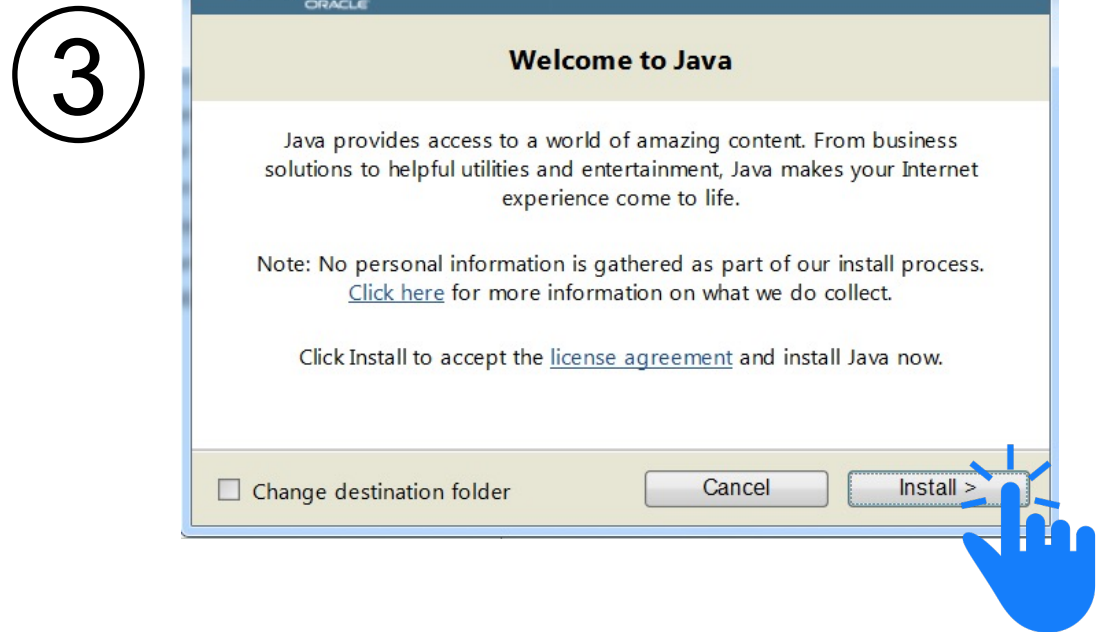 ORACLE
3
Welcome to Java
Java provides access to a world of amazing content. From business
solutions to helpful utilities and entertainment, Java makes your Internet
experience come to life.
Note: No personal information is gathered as part of our install process.
Click here for more information on what we do collect.
Click Install to accept the license agreement and install Java now.
Change destination folder
Cancel
Install >